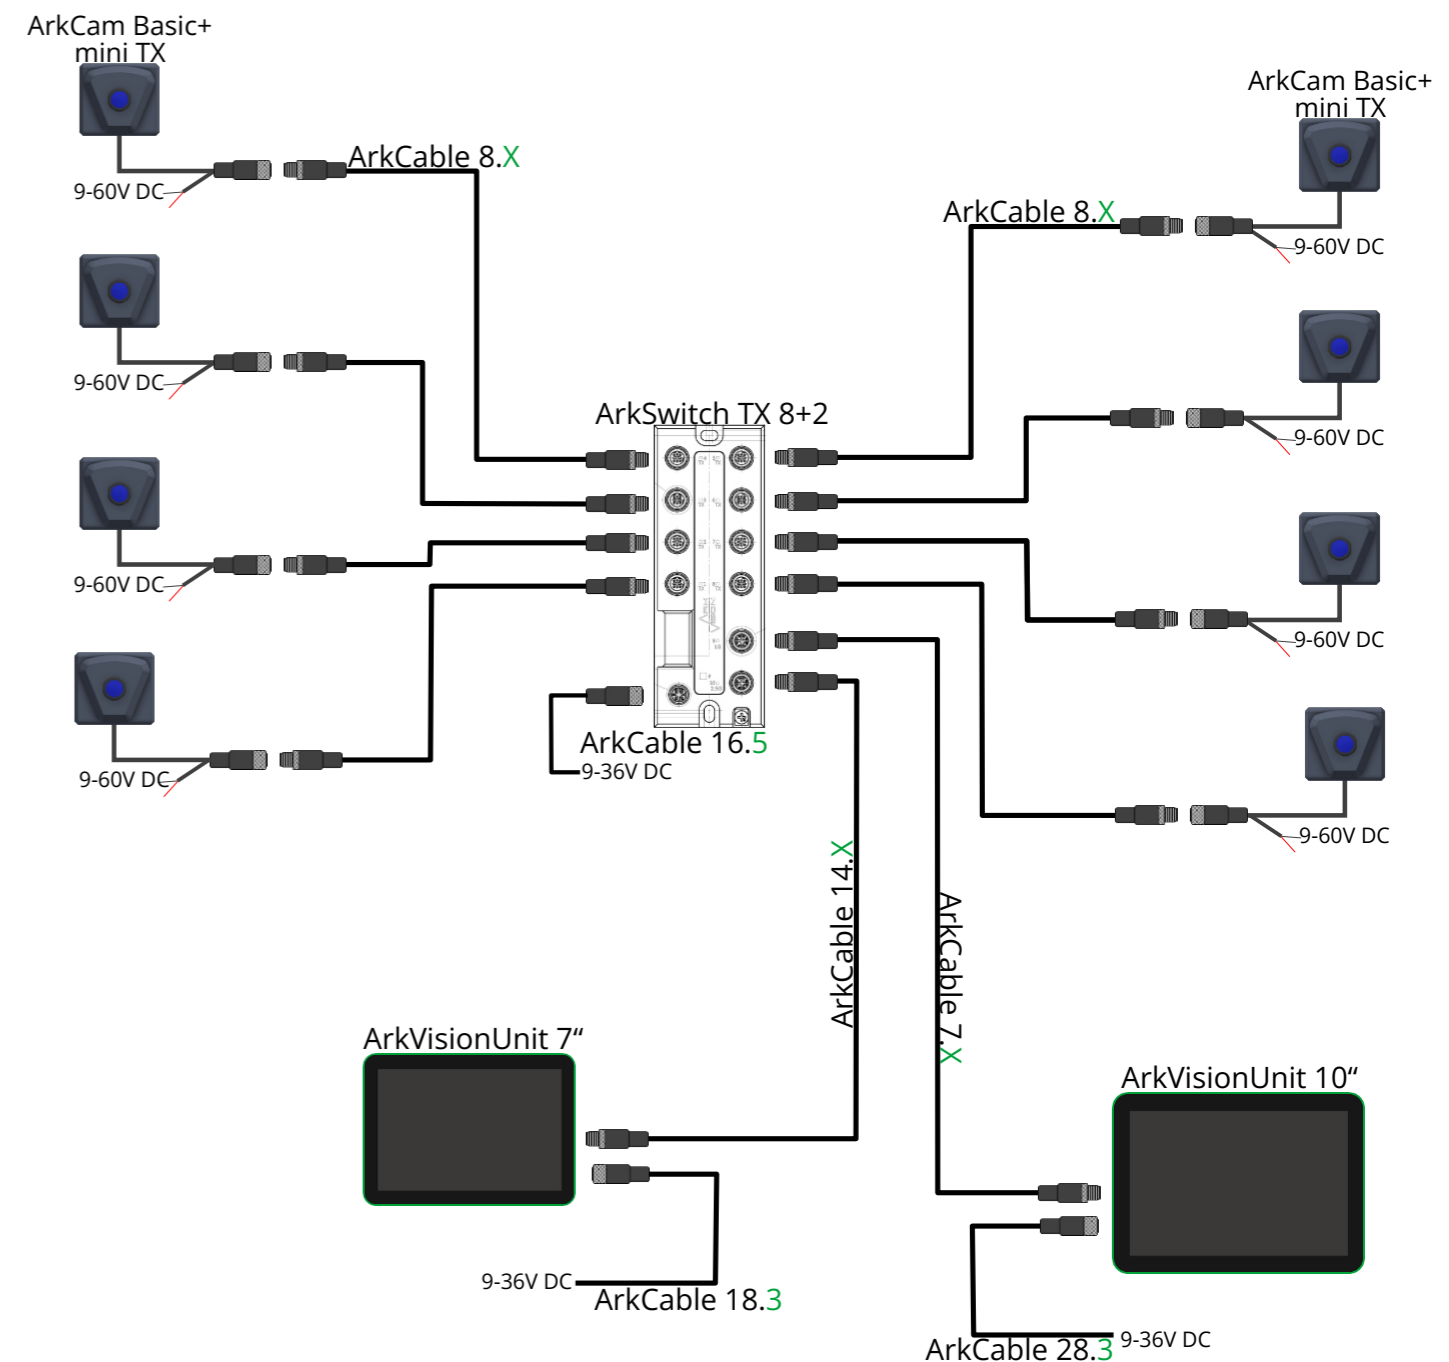 ArkCam Basic+
mini TX
ArkCam Basic+
mini TX
ArkCable 8.X
9-60V DC
ArkCable 8.X
9-60V DC
9-60V DC
ArkSwitch TX 8+2
9-60V DC
9-60V DC
9-60V DC
ArkCable 16.5
9-36V DC
9-60V DC
9-60V DC
ArkCable 14.X
ArkCable 7.X
ArkVisionUnit 7“
ArkVisionUnit 10“
9-36V DC
ArkCable 18.3
ArkCable 28.3
9-36V DC